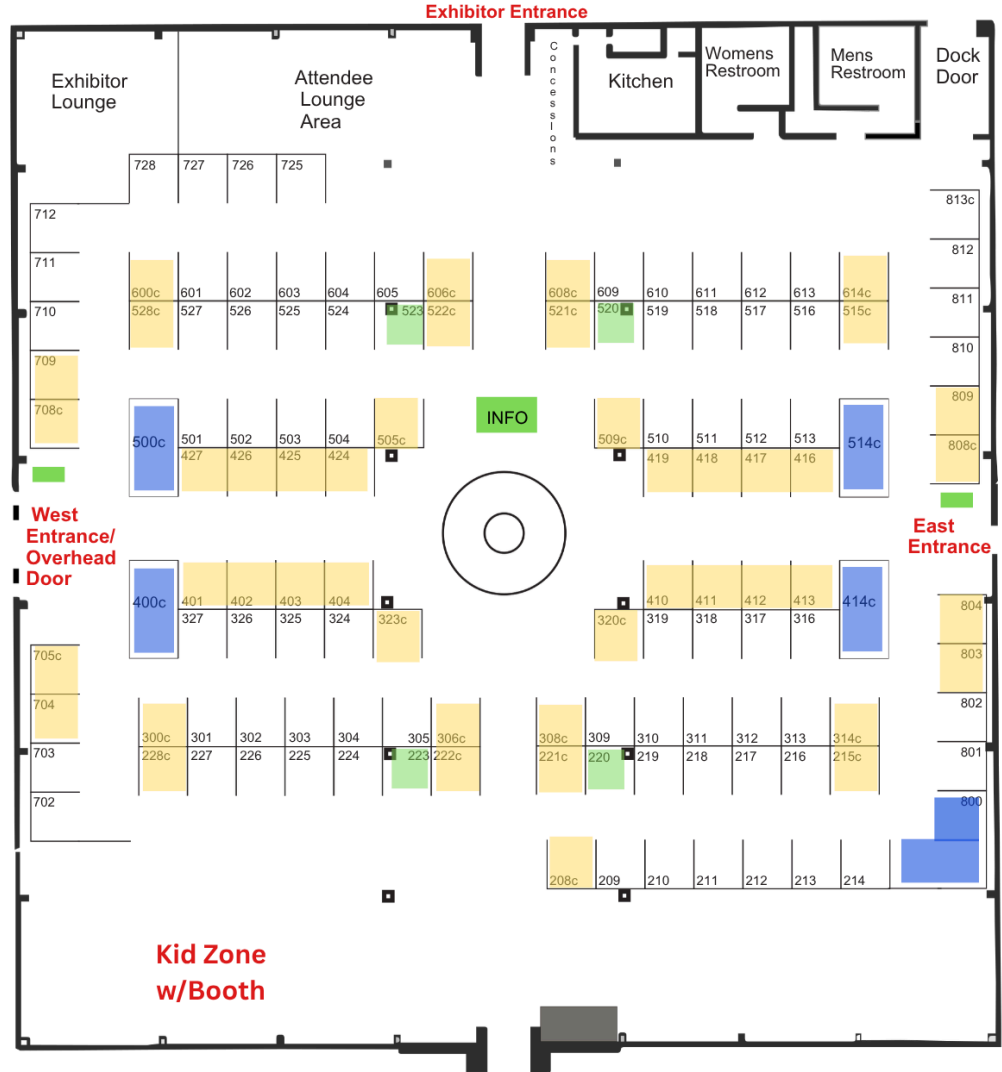 Exhibitor Entrance
Exhibitor
Lounge
Attendee
Lounge
Area
Concessions
Kitchen
Womens
Restroom
Mens
Restroom
Dock
Door
728 727 726 725
712
711
710
709
708c
813c
812
811
810
809
808c
600c 601 602 603 604 605 606c
528c 527 526 525 524 523 522c
608c 609 610 611 612 613 614c
521c 520 519 518 517 516 515c
500c 501 502 503 504 505c
427 426 425 424
INFO
509c 510 511 512 513 514c
419 418 417 416
West
Entrance/
Overhead
Door
East
Entrance
400c 401 402 403 404
327 326 325 324 323c
410 411 412 413 414c
320c 319 318 317 316
705c
704
703
702
804
803
802
801
800
300c 301 302 303 304 305 306c
228c 227 226 225 224 223 222c
308c 309 310 311 312 313 314c
221c 220 219 218 217 216 215c
208c 209 210 211 212 213 214
Kid Zone
w/Booth